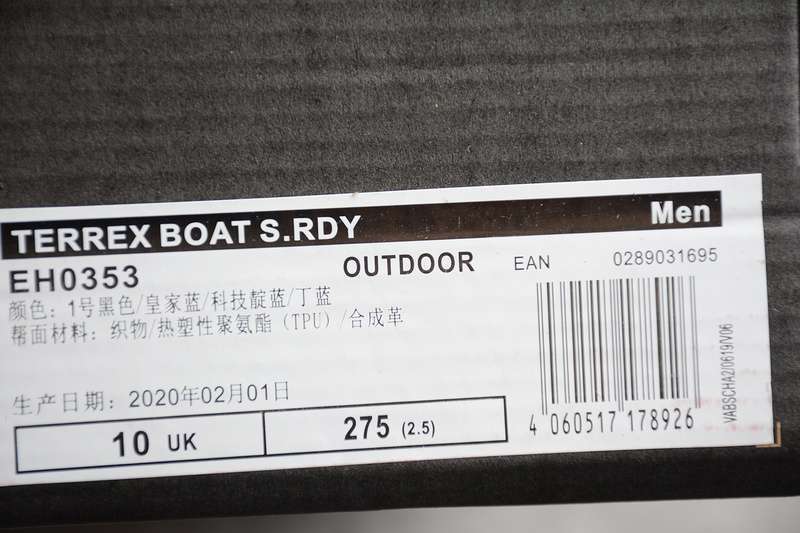 TERREX BOAT S.RDY Men
EH0353 OUTDOOR EAN 0289031695
颜色：1号黑色/皇家蓝/科技靛蓝/丁蓝
帮面材料：织物/热塑性聚氨酯（TPU）/合成革
生产日期：2020年02月01日
10 UK 275 (2.5)
4 060517 178926
VABSCHA2/0619/V06